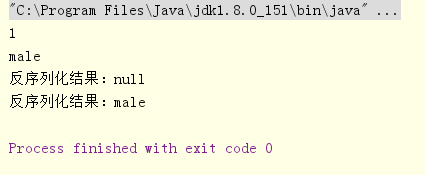 "C:\Program Files\Java\jdk1.8.0_151\bin\java" ...
1
male
反序列化结果：null
反序列化结果：male
Process finished with exit code 0